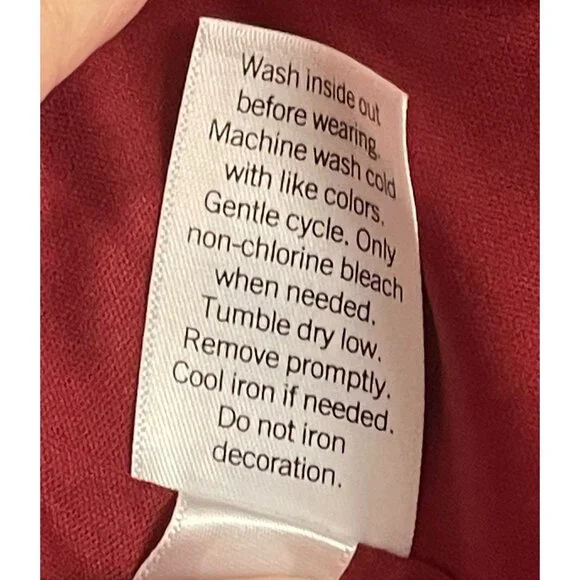 Wash inside out
before wearing.
Machine wash cold
with like colors.
Gentle cycle. Only
non-chlorine bleach
when needed.
Tumble dry low.
Remove promptly.
Cool iron if needed.
Do not iron
decoration.